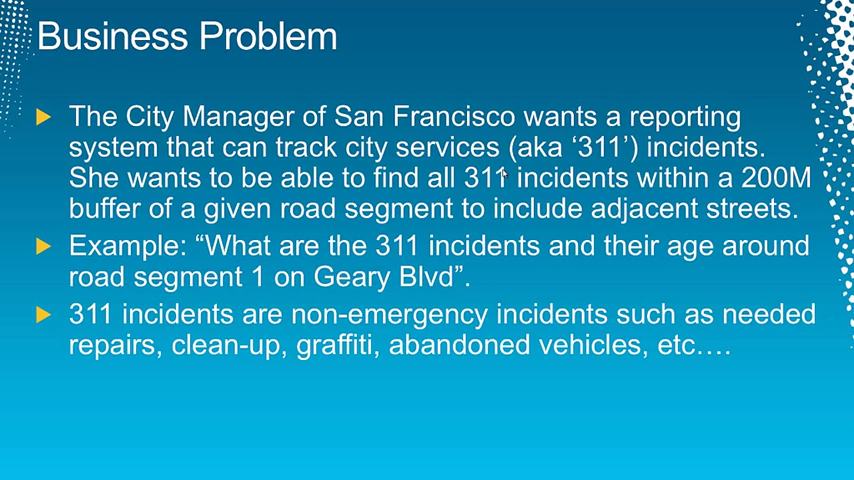 Business Problem
The City Manager of San Francisco wants a reporting
system that can track city services (aka ‘311’) incidents.
She wants to be able to find all 311 incidents within a 200M
buffer of a given road segment to include adjacent streets.
Example: “What are the 311 incidents and their age around
road segment 1 on Geary Blvd”.
311 incidents are non-emergency incidents such as needed
repairs, clean-up, graffiti, abandoned vehicles, etc….